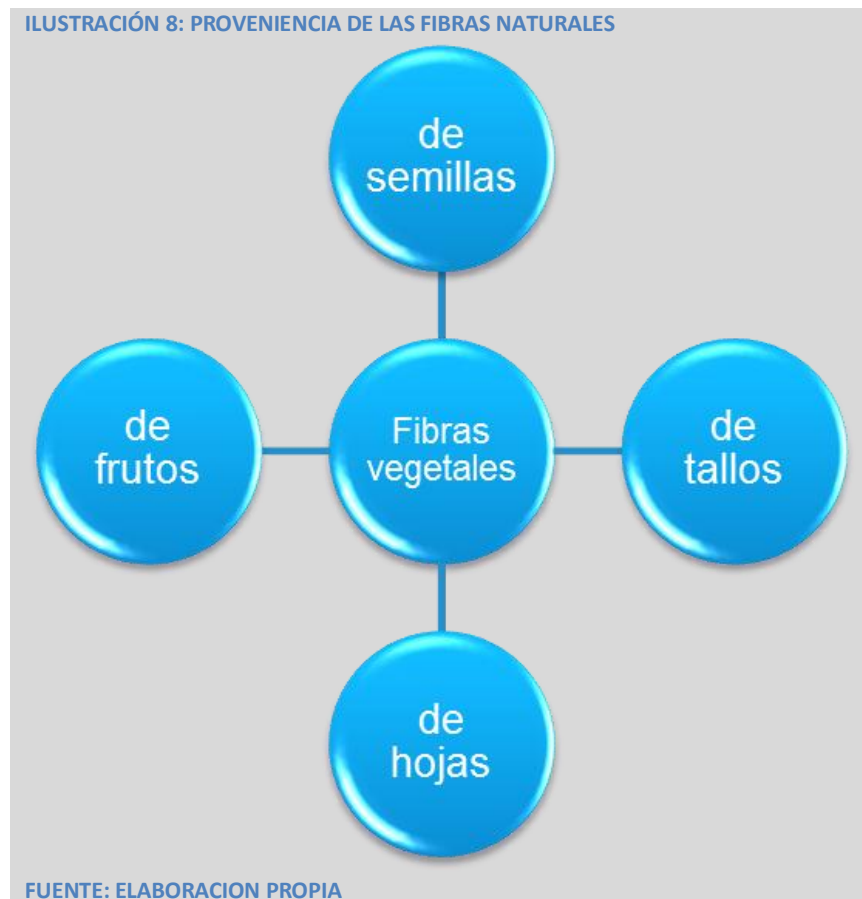 ILUSTRACIÓN 8: PROVENIENCIA DE LAS FIBRAS NATURALES
de
semillas
de
frutos
Fibras
vegetales
de
tallos
de
hojas
FUENTE: ELABORACION PROPIA